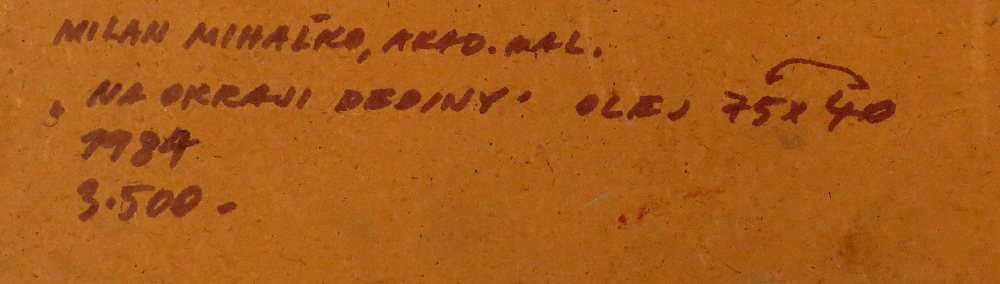 MILAN MIHAĽKO, AKAD. MAL.
„NA OKRAJI DEDINY" OLEJ 75x40
1984
3.500-